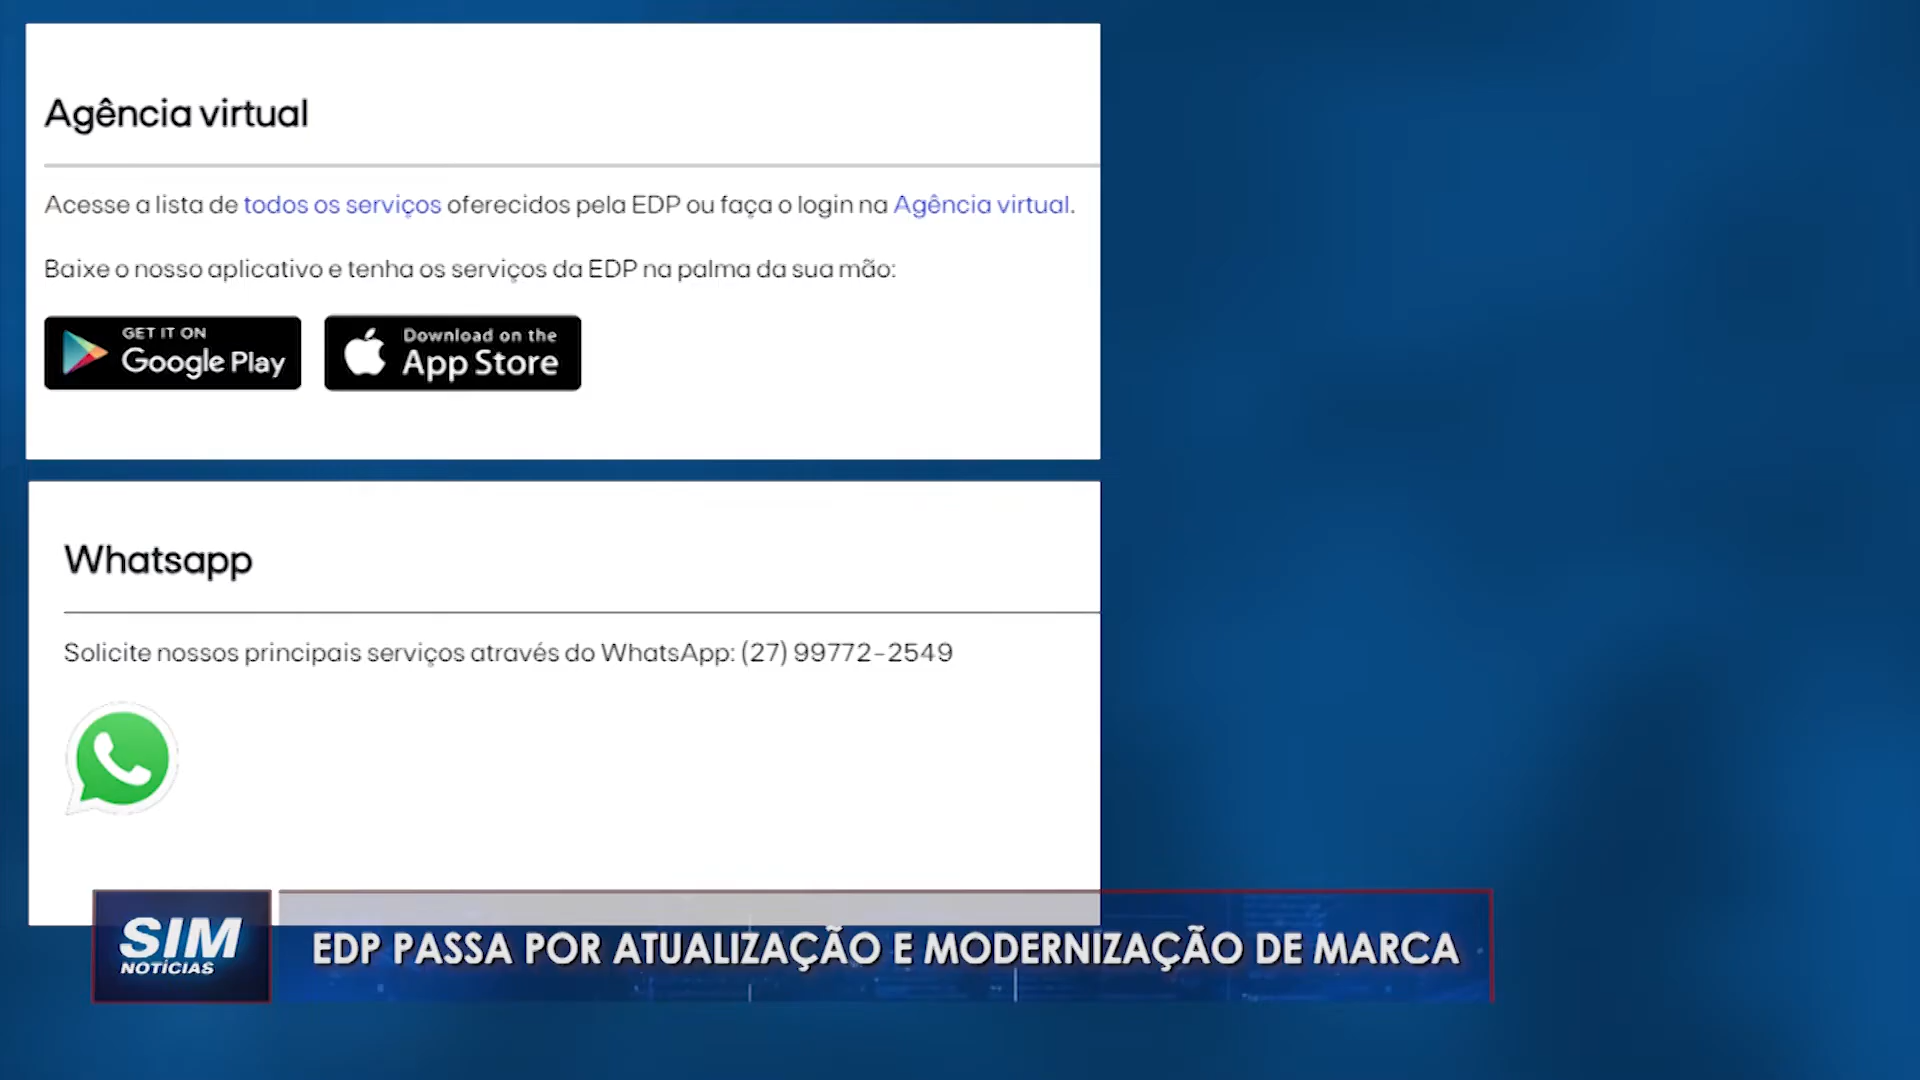 Agência virtual
Acesse a lista de todos os serviços oferecidos pela EDP ou faça o login na Agência virtual.
Baixe o nosso aplicativo e tenha os serviços da EDP na palma da sua mão:
GET IT ON
Google Play
Download on the
App Store
Whatsapp
Solicite nossos principais serviços através do WhatsApp: (27) 99772-2549
SIM
NOTÍCIAS
EDP PASSA POR ATUALIZAÇÃO E MODERNIZAÇÃO DE MARCA